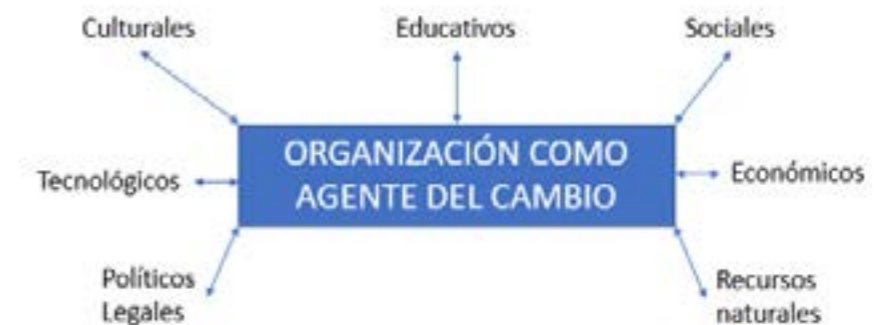 Culturales
Educativos
Sociales
ORGANIZACIÓN COMO
AGENTE DEL CAMBIO
Tecnológicos
Económicos
Políticos
Legales
Recursos
naturales